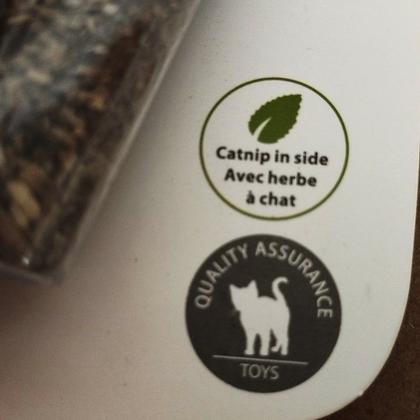 Catnip in side
Avec herbe
à chat
QUALITY ASSURANCE
TOYS